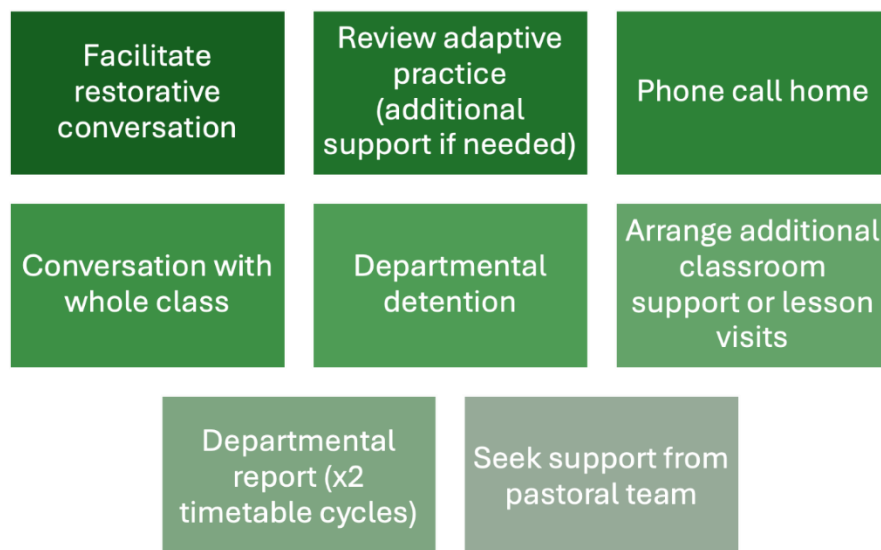 Facilitate
restorative
conversation
Review adaptive
practice
(additional
support if needed)
Phone call home
Conversation with
whole class
Departmental
detention
Arrange additional
classroom
support or lesson
visits
Departmental
report (x2
timetable cycles)
Seek support from
pastoral team